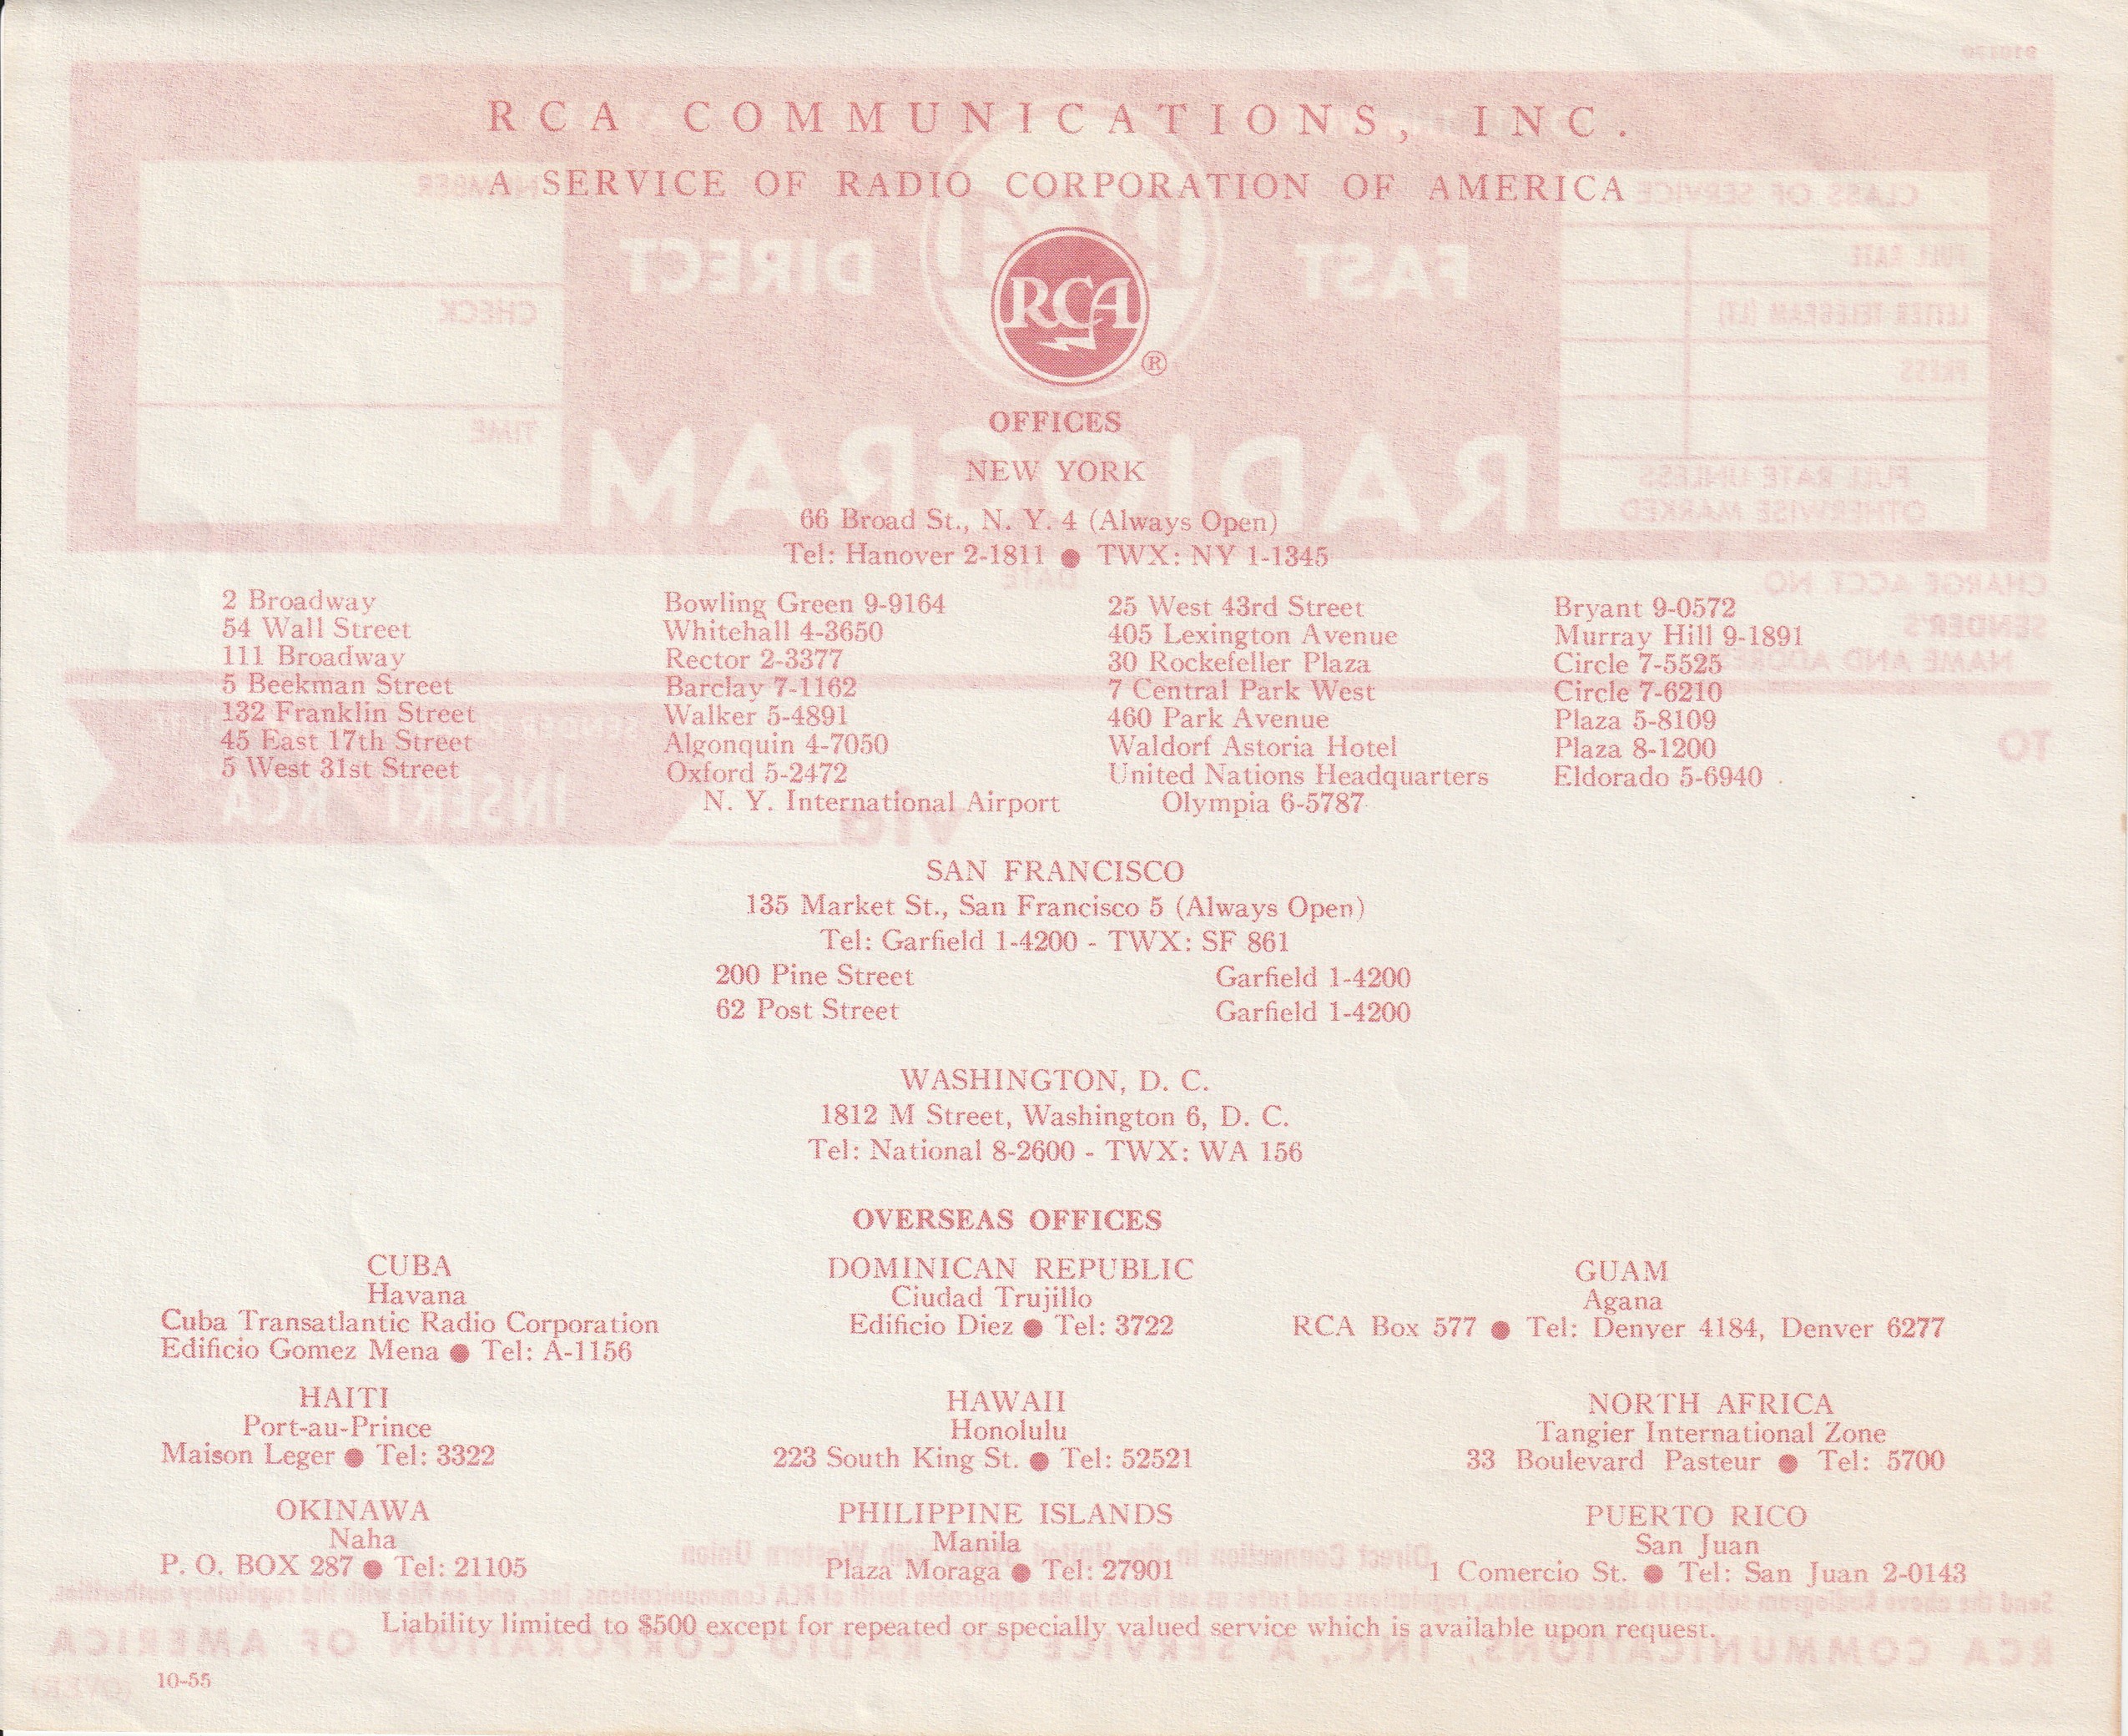 RCA COMMUNICATIONS, INC.
A SERVICE OF RADIO CORPORATION OF AMERICA
RCA ®
OFFICES
NEW YORK
66 Broad St., N. Y. 4 (Always Open)
Tel: Hanover 2-1811 ● TWX: NY 1-1345
2 Broadway Bowling Green 9-9164 25 West 43rd Street Bryant 9-0572
54 Wall Street Whitehall 4-3650 405 Lexington Avenue Murray Hill 9-1891
111 Broadway Rector 2-3377 30 Rockefeller Plaza Circle 7-5525
5 Beekman Street Barclay 7-1162 7 Central Park West Circle 7-6210
132 Franklin Street Walker 5-4891 460 Park Avenue Plaza 5-8109
45 East 17th Street Algonquin 4-7050 Waldorf Astoria Hotel Plaza 8-1200
5 West 31st Street Oxford 5-2472 United Nations Headquarters Eldorado 5-6940
N. Y. International Airport Olympia 6-5787
SAN FRANCISCO
135 Market St., San Francisco 5 (Always Open)
Tel: Garfield 1-4200 - TWX: SF 861
200 Pine Street Garfield 1-4200
62 Post Street Garfield 1-4200
WASHINGTON, D. C.
1812 M Street, Washington 6, D. C.
Tel: National 8-2600 - TWX: WA 156
OVERSEAS OFFICES
CUBA
Havana
Cuba Transatlantic Radio Corporation
Edificio Gomez Mena ● Tel: A-1156
DOMINICAN REPUBLIC
Ciudad Trujillo
Edificio Diez ● Tel: 3722
GUAM
Agana
RCA Box 577 ● Tel: Denver 4184, Denver 6277
HAITI
Port-au-Prince
Maison Leger ● Tel: 3322
HAWAII
Honolulu
223 South King St. ● Tel: 52521
NORTH AFRICA
Tangier International Zone
33 Boulevard Pasteur ● Tel: 5700
OKINAWA
Naha
P. O. BOX 287 ● Tel: 21105
PHILIPPINE ISLANDS
Manila
Plaza Moraga ● Tel: 27901
PUERTO RICO
San Juan
1 Comercio St. ● Tel: San Juan 2-0143
Liability limited to $500 except for repeated or specially valued service which is available upon request.
10-55